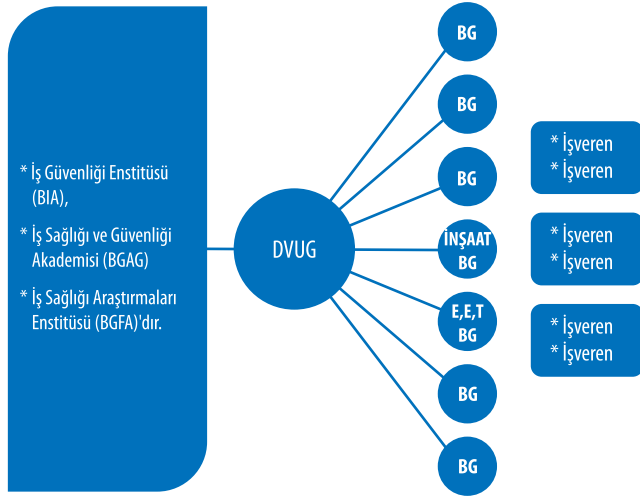 * İş Güvenliği Enstitüsü
(BIA),
* İş Sağlığı ve Güvenliği
Akademisi (BGAG)
* İş Sağlığı Araştırmaları
Enstitüsü (BGFA)'dır.
DVUG
BG
BG
BG
İNŞAAT
BG
E,E,T
BG
BG
BG
* İşveren
* İşveren
* İşveren
* İşveren
* İşveren
* İşveren